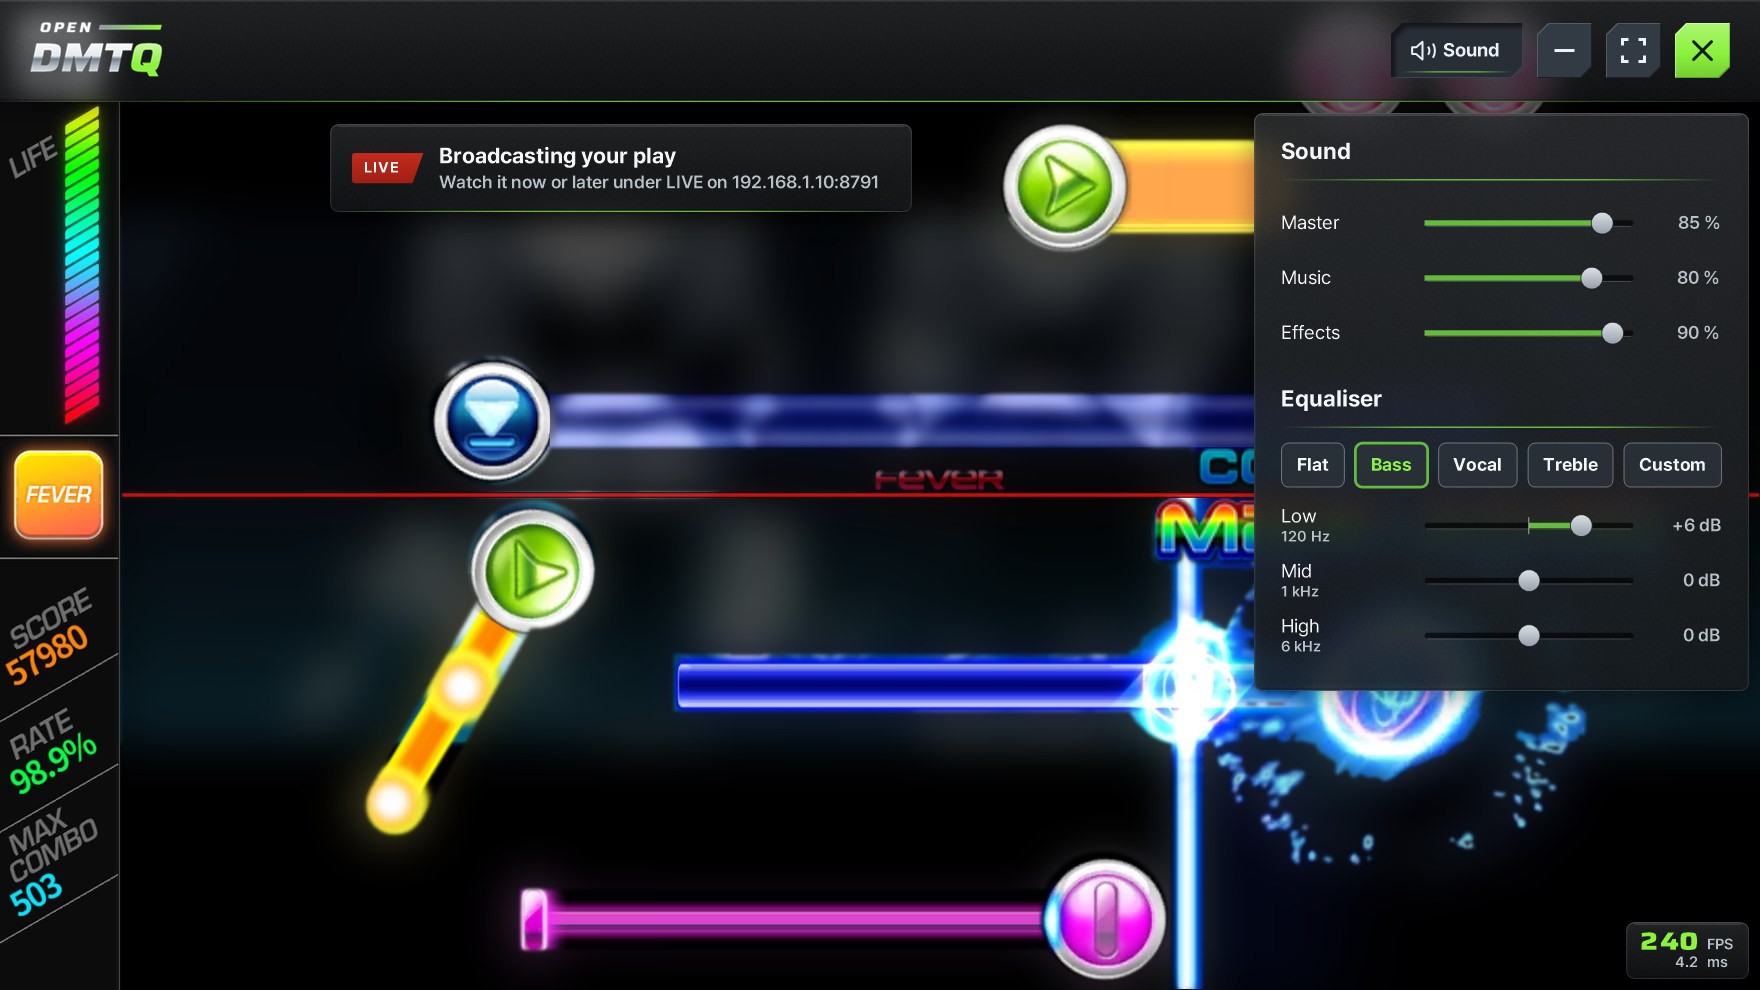 OPEN
DMTQ
Sound
LIFE
LIVE
Broadcasting your play
Watch it now or later under LIVE on 192.168.1.10:8791
Sound
Master
85 %
Music
80 %
Effects
90 %
Equaliser
Flat
Bass
Vocal
Treble
Custom
FEVER
FEVER
Low
+6 dB
120 Hz
Mid
0 dB
1 kHz
High
0 dB
6 kHz
SCORE
57980
RATE
98.9%
MAX
COMBO
503
240 FPS
4.2 ms